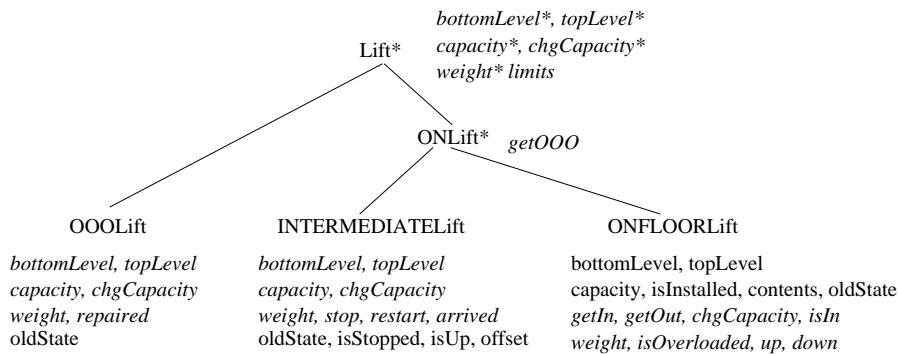 bottomLevel*, topLevel*
Lift* capacity*, chgCapacity*
weight* limits
ONLift* getOOO
OOOLift INTERMEDIATELift ONFLOORLift
bottomLevel, topLevel bottomLevel, topLevel bottomLevel, topLevel
capacity, chgCapacity capacity, chgCapacity capacity, isInstalled, contents, oldState
weight, repaired weight, stop, restart, arrived getIn, getOut, chgCapacity, isIn
oldState oldState, isStopped, isUp, offset weight, isOverloaded, up, down